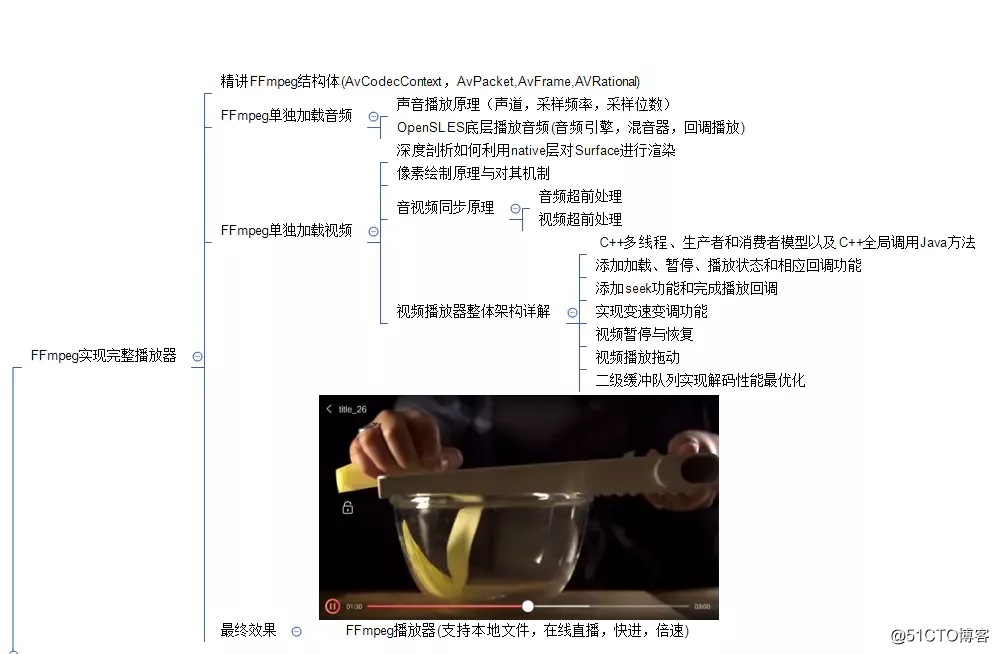 精讲FFmpeg结构体(AvCodecContext，AvPacket,AvFrame,AVRational)
FFmpeg单独加载音频
声音播放原理（声道，采样频率，采样位数）
OpenSLES底层播放音频(音频引擎，混音器，回调播放)
深度剖析如何利用native层对Surface进行渲染
像素绘制原理与对其机制
FFmpeg单独加载视频
音视频同步原理
音频超前处理
视频超前处理
视频播放器整体架构详解
C++多线程、生产者和消费者模型以及C++全局调用Java方法
添加加载、暂停、播放状态和相应回调功能
添加seek功能和完成播放回调
实现变速变调功能
视频暂停与恢复
视频播放拖动
二级缓冲队列实现解码性能最优化
FFmpeg实现完整播放器
title_26
01:30
03:00
最终效果
FFmpeg播放器(支持本地文件，在线直播，快进，倍速)
@51CTO博客